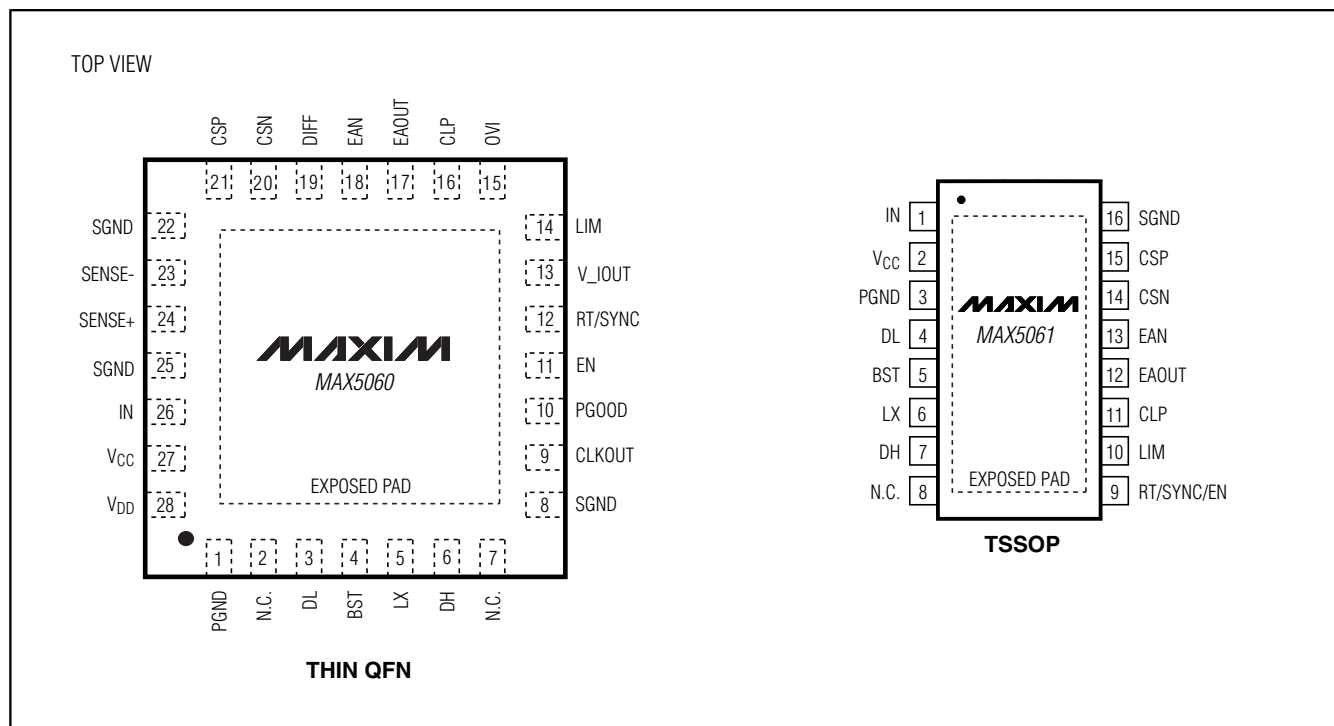 TOP VIEW
CSP
CSN
DIFF
EAN
EAOUT
CLP
OVI
21 20 19 18 17 16 15
SGND 22
SENSE- 23
SENSE+ 24
SGND 25
IN 26
VCC 27
VDD 28
14 LIM
13 V_IOUT
12 RT/SYNC
11 EN
10 PGOOD
9 CLKOUT
8 SGND
MAXIM
MAX5060
EXPOSED PAD
1 2 3 4 5 6 7
PGND
N.C.
DL
BST
LX
DH
N.C.
THIN QFN
IN 1
VCC 2
PGND 3
DL 4
BST 5
LX 6
DH 7
N.C. 8
MAXIM
MAX5061
EXPOSED PAD
16 SGND
15 CSP
14 CSN
13 EAN
12 EAOUT
11 CLP
10 LIM
9 RT/SYNC/EN
TSSOP